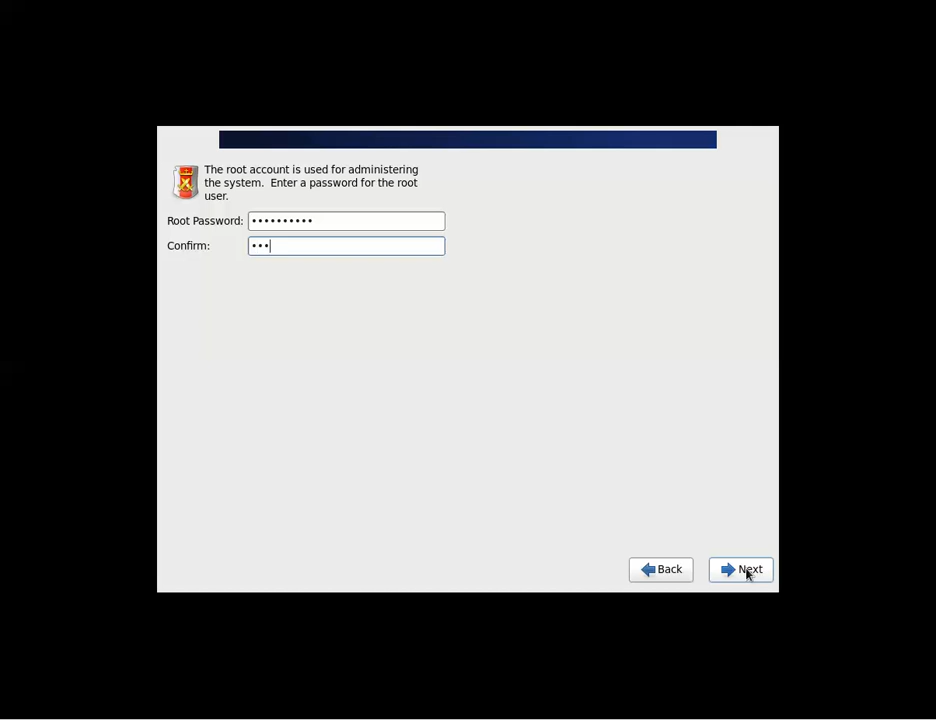 The root account is used for administering
the system.  Enter a password for the root
user.
Root Password: ••••••••••
Confirm: •••
Back Next